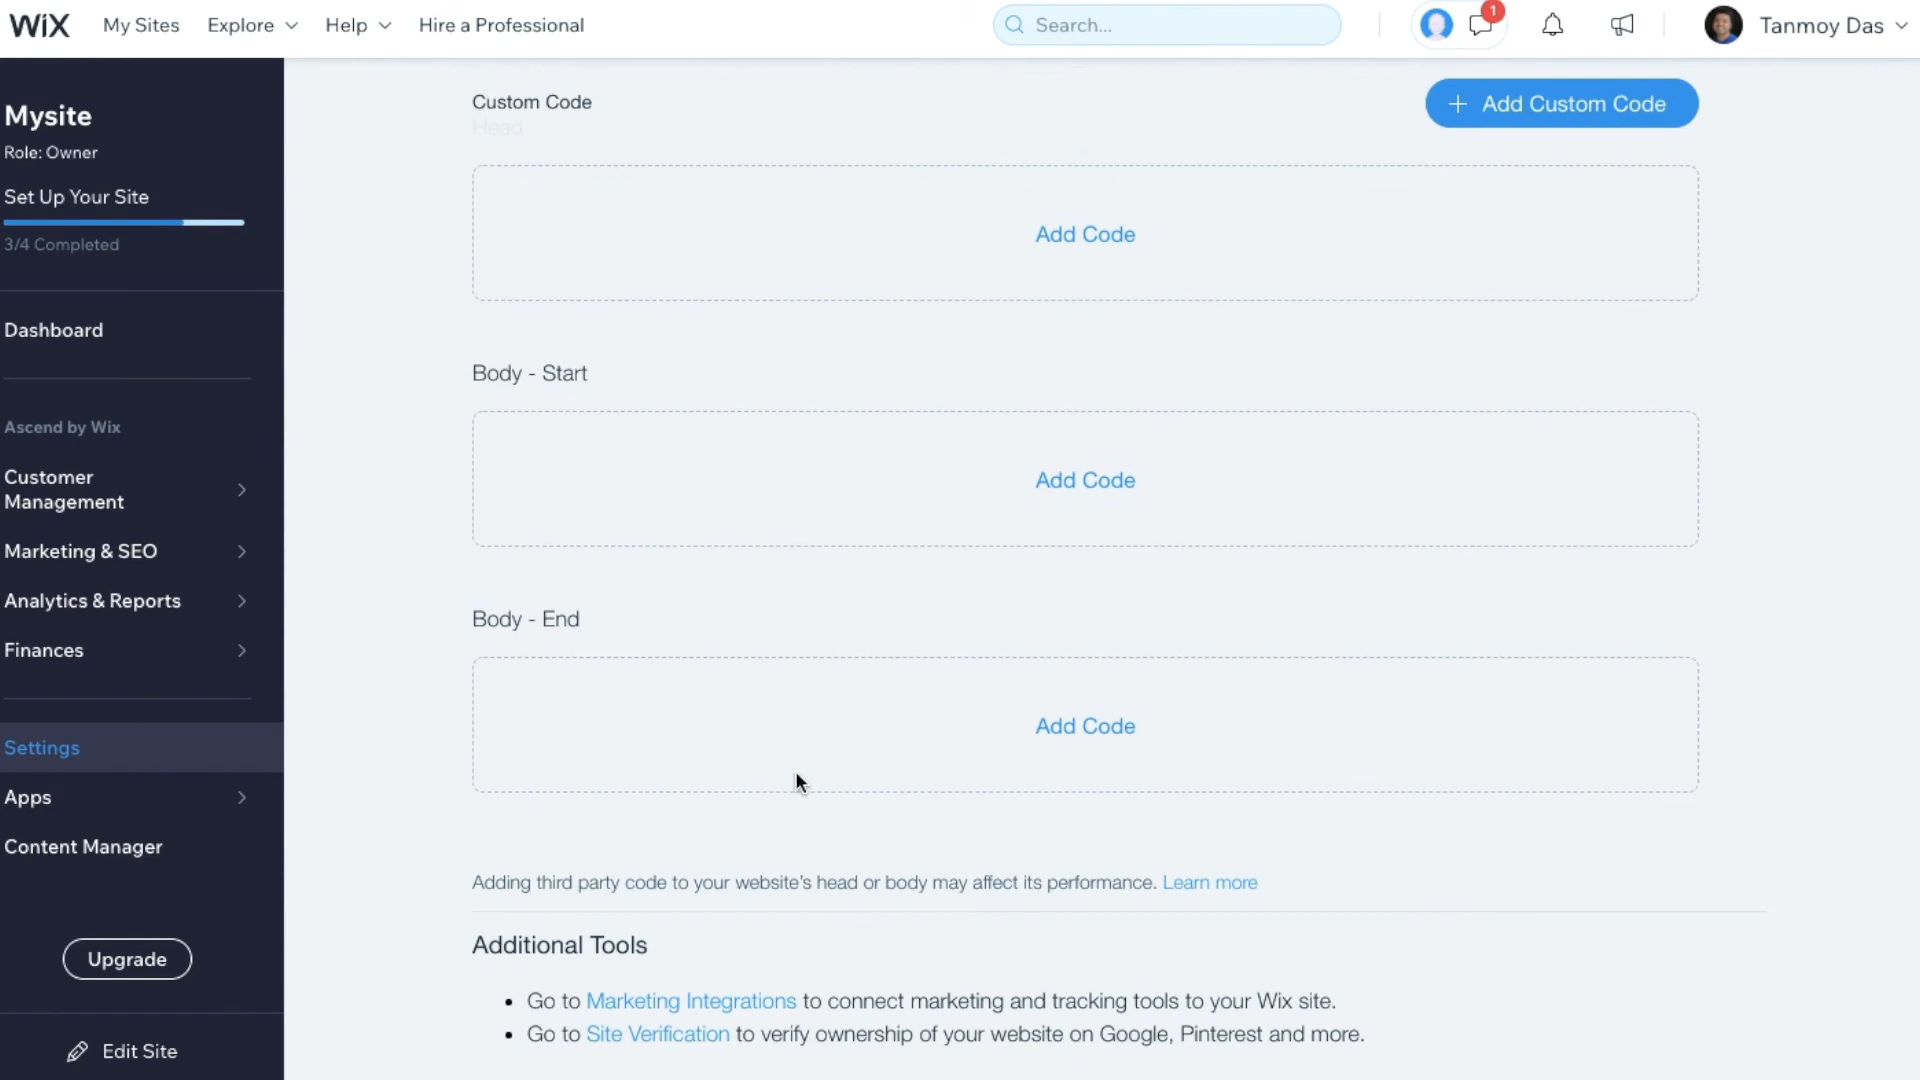 WiX My Sites Explore Help Hire a Professional Search... 1 Tanmoy Das
Mysite
Role: Owner
Set Up Your Site
3/4 Completed
Dashboard
Ascend by Wix
Customer
Management
Marketing & SEO
Analytics & Reports
Finances
Settings
Apps
Content Manager
Upgrade
Edit Site
Custom Code
+ Add Custom Code
Head
Add Code
Body - Start
Add Code
Body - End
Add Code
Adding third party code to your website's head or body may affect its performance. Learn more
Additional Tools
• Go to Marketing Integrations to connect marketing and tracking tools to your Wix site.
• Go to Site Verification to verify ownership of your website on Google, Pinterest and more.